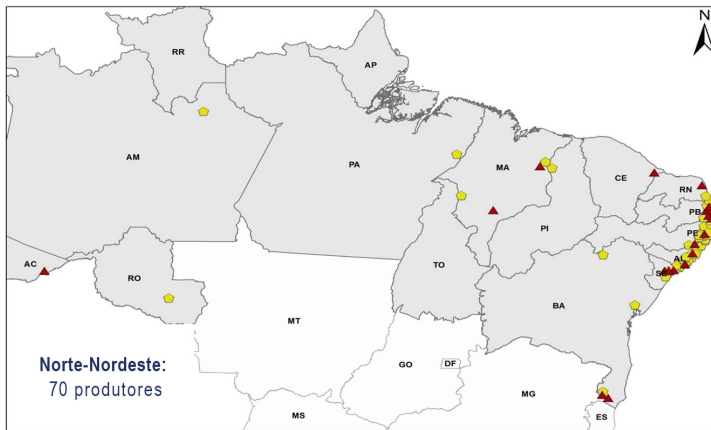 N
RR
AP
AM
PA
MA
CE
RN
PB
PE
PI
AC
RO
TO
AL
SE
BA
MT
Norte-Nordeste:
70 produtores
GO
DF
MG
MS
ES